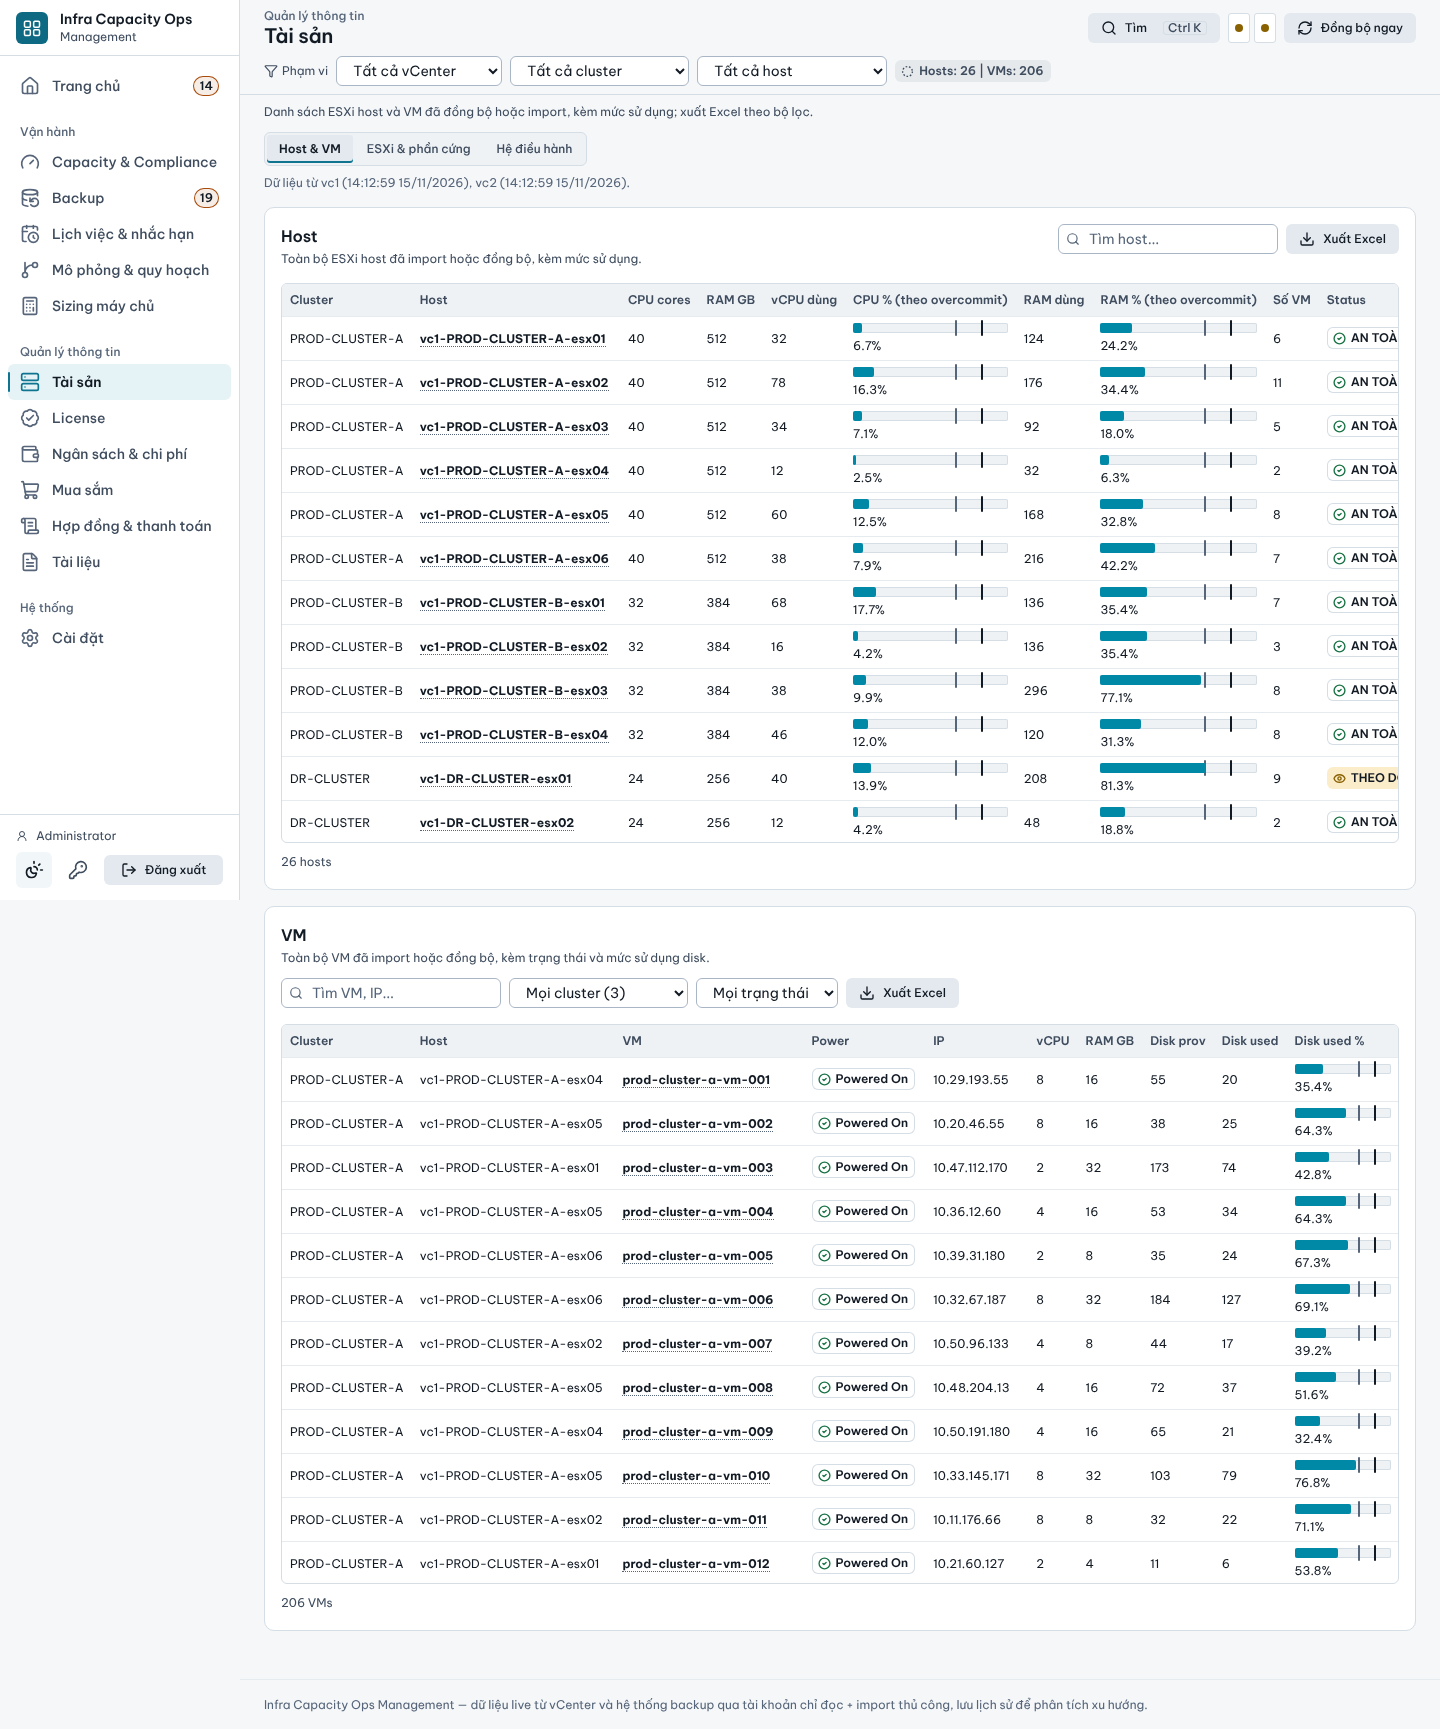 Infra Capacity Ops
Management
Trang chủ 14
Vận hành
Capacity & Compliance
Backup 19
Lịch việc & nhắc hạn
Mô phỏng & quy hoạch
Sizing máy chủ
Quản lý thông tin
Tài sản
License
Ngân sách & chi phí
Mua sắm
Hợp đồng & thanh toán
Tài liệu
Hệ thống
Cài đặt
Administrator
Đăng xuất
Quản lý thông tin
Tài sản
Tìm Ctrl K
Đồng bộ ngay
Phạm vi Tất cả vCenter Tất cả cluster Tất cả host Hosts: 26 | VMs: 206
Danh sách ESXi host và VM đã đồng bộ hoặc import, kèm mức sử dụng; xuất Excel theo bộ lọc.
Host & VM ESXi & phần cứng Hệ điều hành
Dữ liệu từ vc1 (14:12:59 15/11/2026), vc2 (14:12:59 15/11/2026).
Host
Toàn bộ ESXi host đã import hoặc đồng bộ, kèm mức sử dụng.
Tìm host... Xuất Excel
Cluster Host CPU cores RAM GB vCPU dùng CPU % (theo overcommit) RAM dùng RAM % (theo overcommit) Số VM Status
PROD-CLUSTER-A vc1-PROD-CLUSTER-A-esx01 40 512 32 6.7% 124 24.2% 6 AN TOÀ
PROD-CLUSTER-A vc1-PROD-CLUSTER-A-esx02 40 512 78 16.3% 176 34.4% 11 AN TOÀ
PROD-CLUSTER-A vc1-PROD-CLUSTER-A-esx03 40 512 34 7.1% 92 18.0% 5 AN TOÀ
PROD-CLUSTER-A vc1-PROD-CLUSTER-A-esx04 40 512 12 2.5% 32 6.3% 2 AN TOÀ
PROD-CLUSTER-A vc1-PROD-CLUSTER-A-esx05 40 512 60 12.5% 168 32.8% 8 AN TOÀ
PROD-CLUSTER-A vc1-PROD-CLUSTER-A-esx06 40 512 38 7.9% 216 42.2% 7 AN TOÀ
PROD-CLUSTER-B vc1-PROD-CLUSTER-B-esx01 32 384 68 17.7% 136 35.4% 7 AN TOÀ
PROD-CLUSTER-B vc1-PROD-CLUSTER-B-esx02 32 384 16 4.2% 136 35.4% 3 AN TOÀ
PROD-CLUSTER-B vc1-PROD-CLUSTER-B-esx03 32 384 38 9.9% 296 77.1% 8 AN TOÀ
PROD-CLUSTER-B vc1-PROD-CLUSTER-B-esx04 32 384 46 12.0% 120 31.3% 8 AN TOÀ
DR-CLUSTER vc1-DR-CLUSTER-esx01 24 256 40 13.9% 208 81.3% 9 THEO D
DR-CLUSTER vc1-DR-CLUSTER-esx02 24 256 12 4.2% 48 18.8% 2 AN TOÀ
26 hosts
VM
Toàn bộ VM đã import hoặc đồng bộ, kèm trạng thái và mức sử dụng disk.
Tìm VM, IP... Mọi cluster (3) Mọi trạng thái Xuất Excel
Cluster Host VM Power IP vCPU RAM GB Disk prov Disk used Disk used %
PROD-CLUSTER-A vc1-PROD-CLUSTER-A-esx04 prod-cluster-a-vm-001 Powered On 10.29.193.55 8 16 55 20 35.4%
PROD-CLUSTER-A vc1-PROD-CLUSTER-A-esx05 prod-cluster-a-vm-002 Powered On 10.20.46.55 8 16 38 25 64.3%
PROD-CLUSTER-A vc1-PROD-CLUSTER-A-esx01 prod-cluster-a-vm-003 Powered On 10.47.112.170 2 32 173 74 42.8%
PROD-CLUSTER-A vc1-PROD-CLUSTER-A-esx05 prod-cluster-a-vm-004 Powered On 10.36.12.60 4 16 53 34 64.3%
PROD-CLUSTER-A vc1-PROD-CLUSTER-A-esx06 prod-cluster-a-vm-005 Powered On 10.39.31.180 2 8 35 24 67.3%
PROD-CLUSTER-A vc1-PROD-CLUSTER-A-esx06 prod-cluster-a-vm-006 Powered On 10.32.67.187 8 32 184 127 69.1%
PROD-CLUSTER-A vc1-PROD-CLUSTER-A-esx02 prod-cluster-a-vm-007 Powered On 10.50.96.133 4 8 44 17 39.2%
PROD-CLUSTER-A vc1-PROD-CLUSTER-A-esx05 prod-cluster-a-vm-008 Powered On 10.48.204.13 4 16 72 37 51.6%
PROD-CLUSTER-A vc1-PROD-CLUSTER-A-esx04 prod-cluster-a-vm-009 Powered On 10.50.191.180 4 16 65 21 32.4%
PROD-CLUSTER-A vc1-PROD-CLUSTER-A-esx05 prod-cluster-a-vm-010 Powered On 10.33.145.171 8 32 103 79 76.8%
PROD-CLUSTER-A vc1-PROD-CLUSTER-A-esx02 prod-cluster-a-vm-011 Powered On 10.11.176.66 8 8 32 22 71.1%
PROD-CLUSTER-A vc1-PROD-CLUSTER-A-esx01 prod-cluster-a-vm-012 Powered On 10.21.60.127 2 4 11 6 53.8%
206 VMs
Infra Capacity Ops Management — dữ liệu live từ vCenter và hệ thống backup qua tài khoản chỉ đọc + import thủ công, lưu lịch sử để phân tích xu hướng.